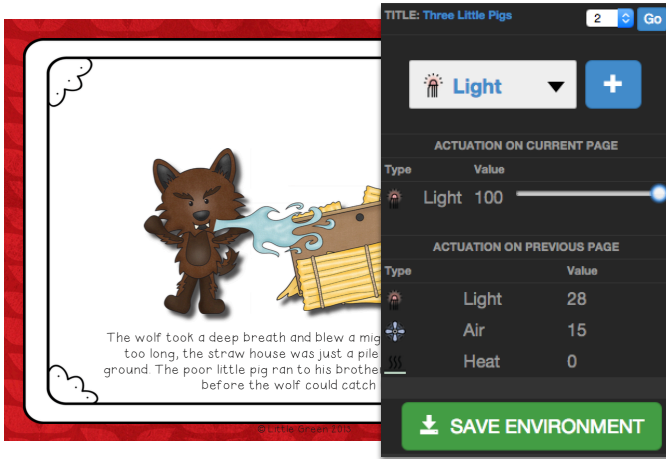 TITLE: Three Little Pigs 2 Go
Light +
ACTUATION ON CURRENT PAGE
Type Value
Light 100
ACTUATION ON PREVIOUS PAGE
Type Value
Light 28
Air 15
Heat 0
SAVE ENVIRONMENT
The wolf took a deep breath and blew a mig
too long, the straw house was just a pile
ground. The poor little pig ran to his brother
before the wolf could catch
© Little Green 2015